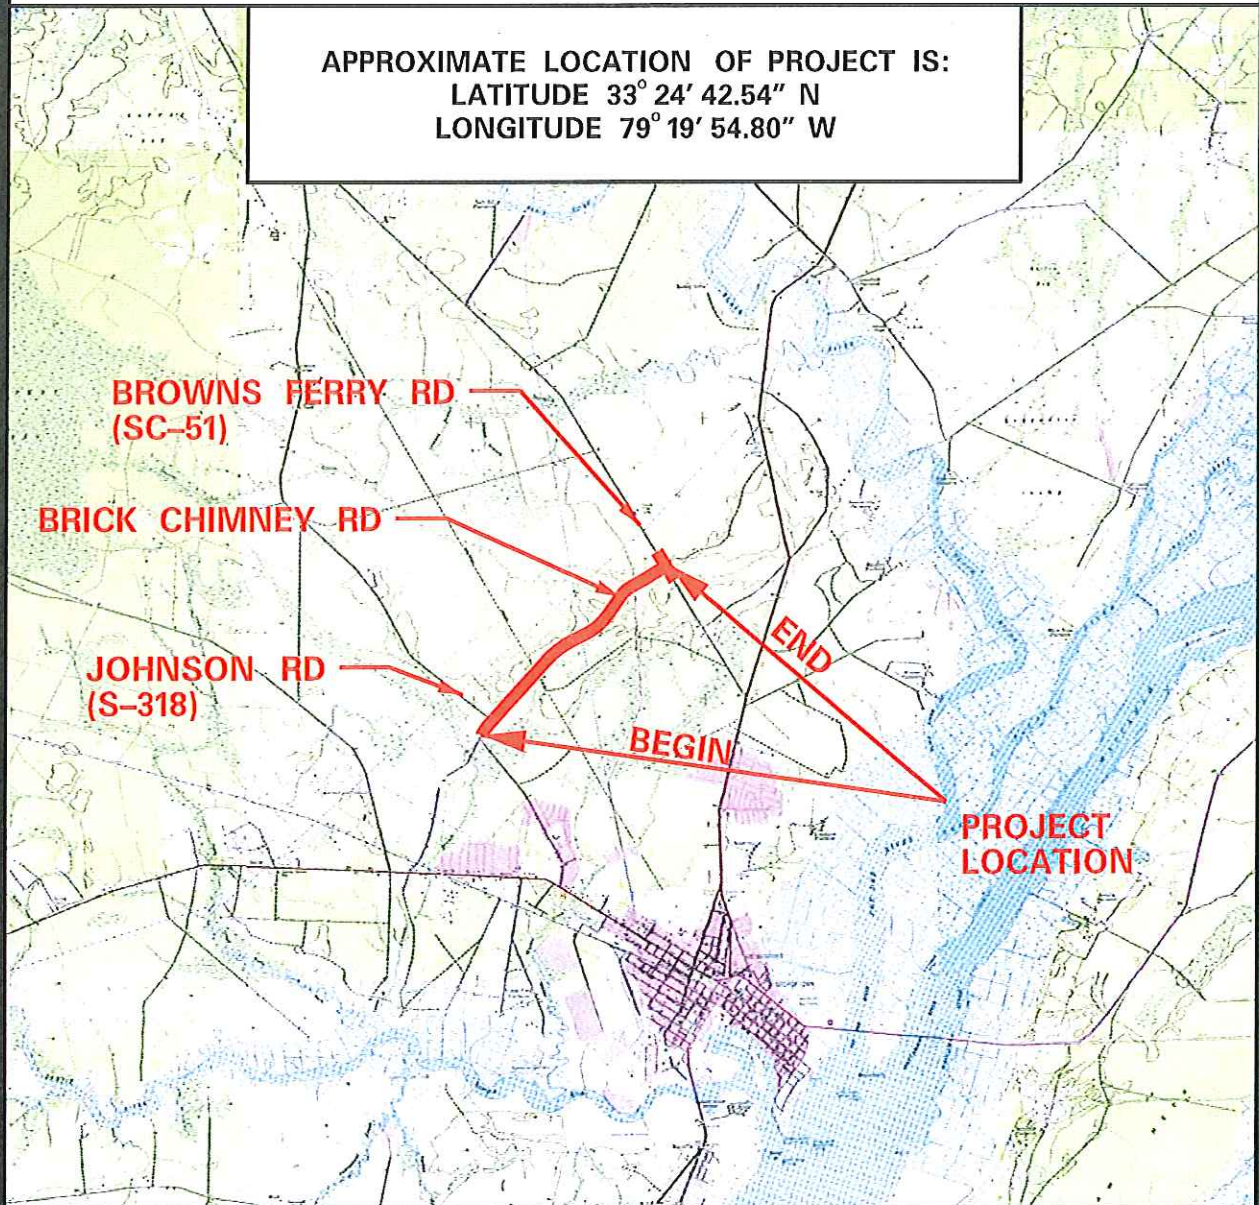 APPROXIMATE LOCATION OF PROJECT IS:
LATITUDE 33° 24' 42.54" N
LONGITUDE 79° 19' 54.80" W
BROWNS FERRY RD
(SC–51)
BRICK CHIMNEY RD
JOHNSON RD
(S–318)
END
BEGIN
PROJECT
LOCATION